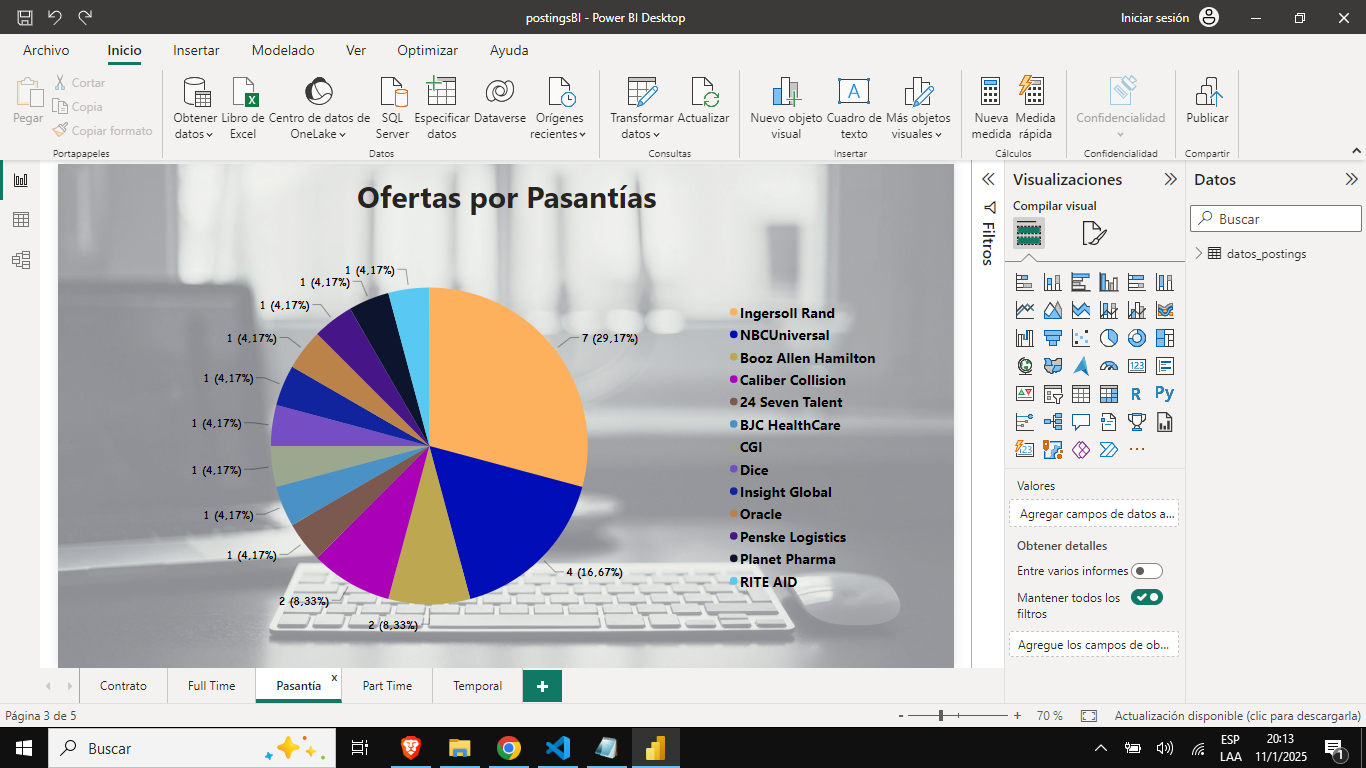 postingsBI - Power BI Desktop
Iniciar sesión
Archivo
Inicio
Insertar
Modelado
Ver
Optimizar
Ayuda
Pegar
Cortar
Copia
Copiar formato
Portapapeles
Obtener datos
Libro de Excel
Centro de datos de OneLake
SQL Server
Especificar datos
Dataverse
Orígenes recientes
Datos
Transformar datos
Actualizar
Consultas
Nuevo objeto visual
Cuadro de texto
Más objetos visuales
Insertar
Nueva medida
Medida rápida
Cálculos
Confidencialidad
Confidencialidad
Publicar
Compartir
Ofertas por Pasantías
1 (4,17%)
1 (4,17%)
1 (4,17%)
1 (4,17%)
1 (4,17%)
1 (4,17%)
1 (4,17%)
1 (4,17%)
1 (4,17%)
2 (8,33%)
2 (8,33%)
4 (16,67%)
7 (29,17%)
Ingersoll Rand
NBCUniversal
Booz Allen Hamilton
Caliber Collision
24 Seven Talent
BJC HealthCare
CGI
Dice
Insight Global
Oracle
Penske Logistics
Planet Pharma
RITE AID
Filtros
Visualizaciones
Compilar visual
123
R
Py
123
Valores
Agregar campos de datos a...
Obtener detalles
Entre varios informes
Mantener todos los
filtros
Agregue los campos de ob...
Datos
Buscar
datos_postings
Contrato
Full Time
Pasantía
x
Part Time
Temporal
+
Página 3 de 5
- + 70 %
Actualización disponible (clic para descargarla)
Buscar
ESP
LAA
20:13
11/1/2025
1